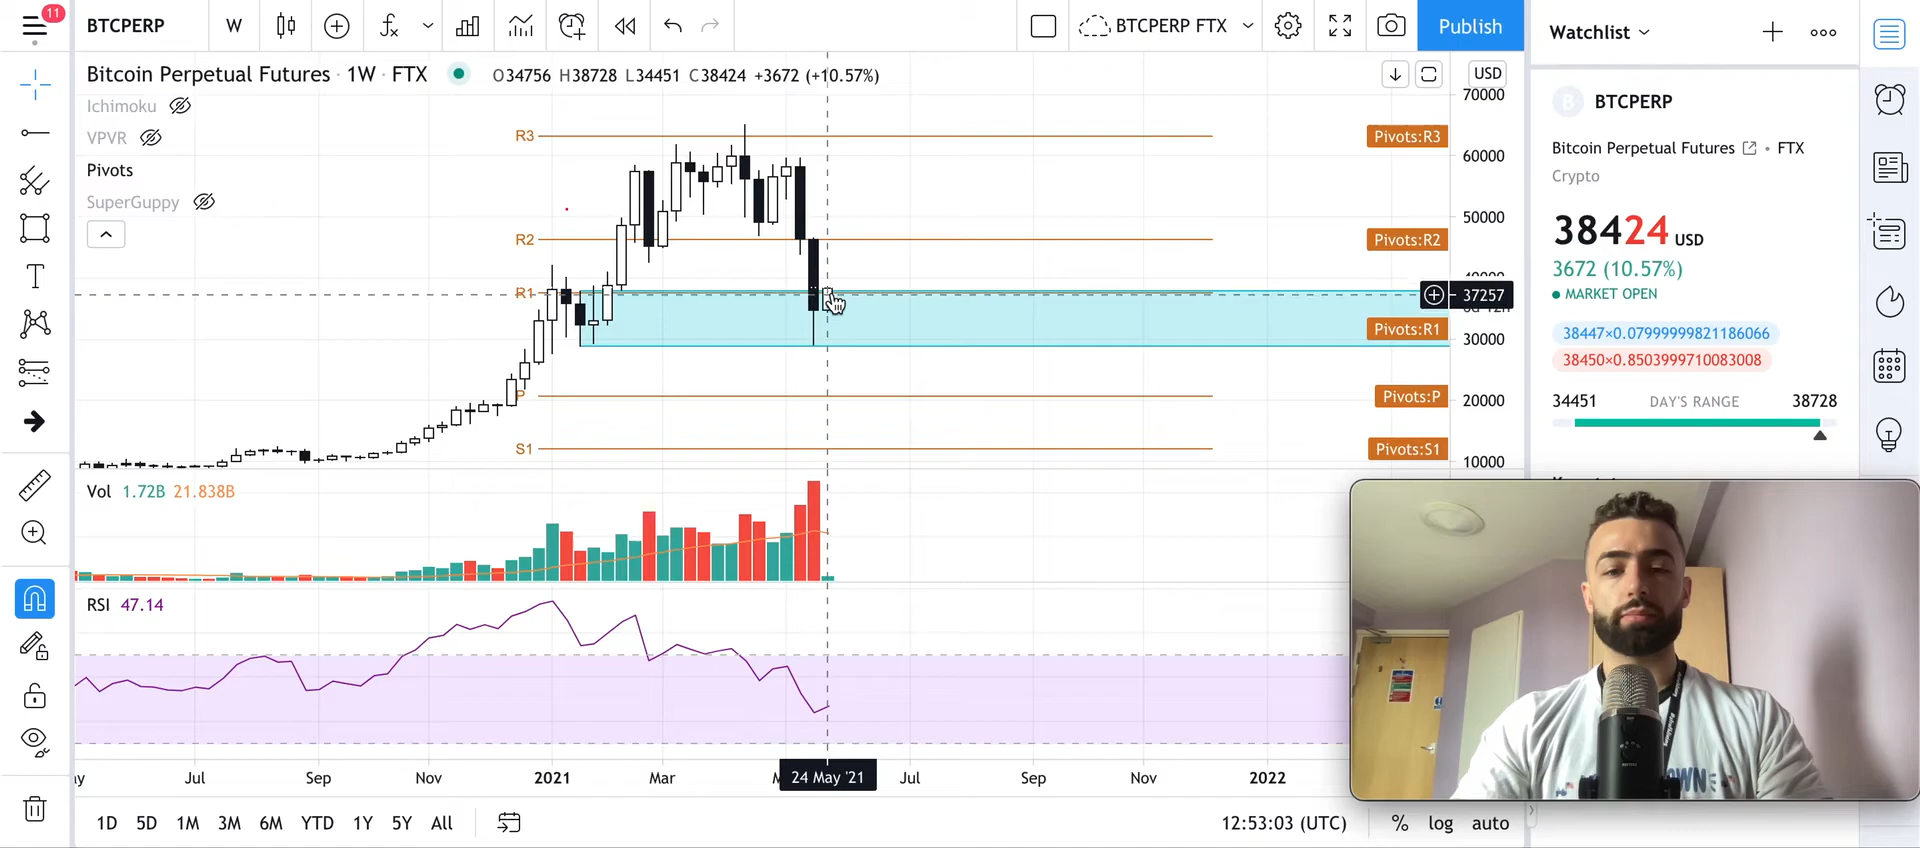 11
BTCPERP
W
BTCPERP FTX
Publish
Watchlist
Bitcoin Perpetual Futures · 1W · FTX
O34756 H38728 L34451 C38424 +3672 (+10.57%)
USD
Ichimoku
VPVR
Pivots
SuperGuppy
R3
R2
R1
P
S1
Pivots:R3
Pivots:R2
Pivots:R1
Pivots:P
Pivots:S1
70000
60000
50000
37257
30000
20000
10000
BTCPERP
Bitcoin Perpetual Futures • FTX
Crypto
38424 USD
3672 (10.57%)
MARKET OPEN
38447×0.07999999821186066
38450×0.8503999710083008
34451 DAY'S RANGE 38728
Vol 1.72B 21.838B
RSI 47.14
Jul Sep Nov 2021 Mar 24 May '21 Jul Sep Nov 2022
1D 5D 1M 3M 6M YTD 1Y 5Y All
12:53:03 (UTC)
% log auto